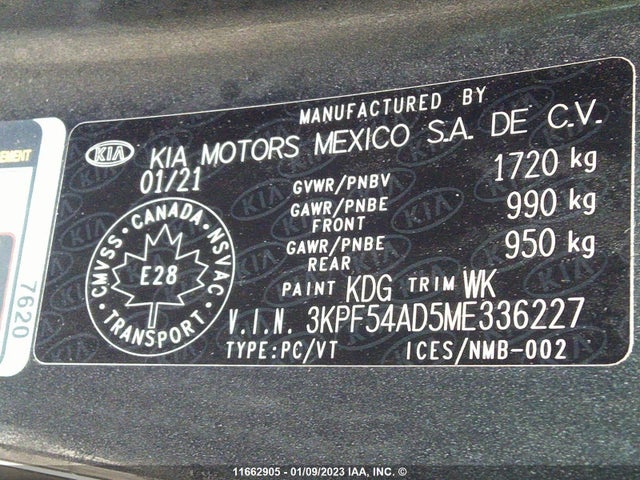 MANUFACTURED BY
KIA KIA MOTORS MEXICO S.A. DE C.V.
01/21
GVWR/PNBV 1720 kg
GAWR/PNBE FRONT 990 kg
GAWR/PNBE REAR 950 kg
CANADA
CMVSS NSVAC
E28
TRANSPORT
PAINT KDG TRIM WK
V.I.N. 3KPF54AD5ME336227
TYPE:PC/VT ICES/NMB-002
EMENT
7620
11662905 - 01/09/2023 IAA, INC. ©